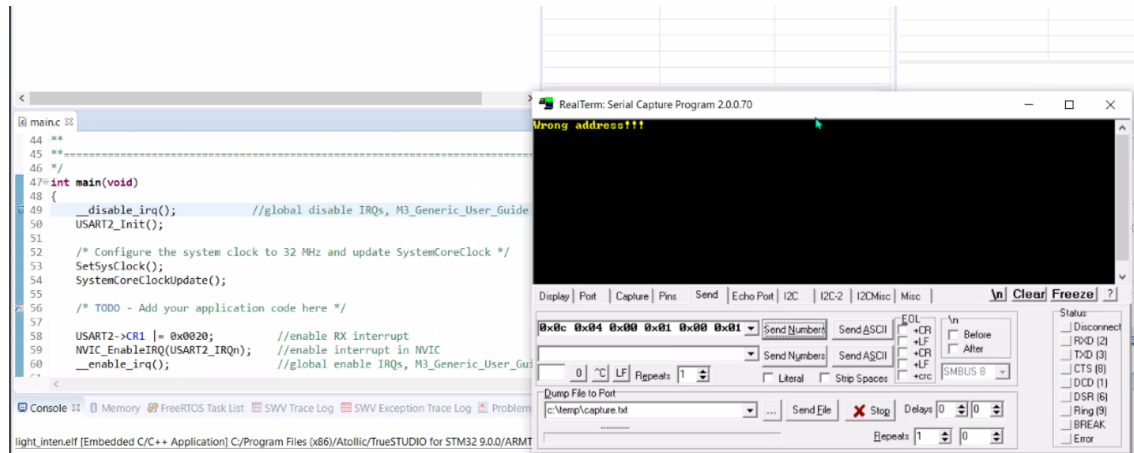 main.c
44 **
45 **
46 */
47 int main(void)
48 {
49 __disable_irq(); //global disable IRQs, M3_Generic_User_Guide
50 USART2_Init();
51
52 /* Configure the system clock to 32 MHz and update SystemCoreClock */
53 SetSysClock();
54 SystemCoreClockUpdate();
55
56 /* TODO - Add your application code here */
57
58 USART2->CR1 |= 0x0020; //enable RX interrupt
59 NVIC_EnableIRQ(USART2_IRQn); //enable interrupt in NVIC
60 __enable_irq(); //global enable IRQs, M3_Generic_User_Gui
Console Memory FreeRTOS Task List SWV Trace Log SWV Exception Trace Log Problem
light_inten.elf [Embedded C/C++ Application] C:/Program Files (x86)/Atollic/TrueSTUDIO for STM32 9.0.0/ARMT
RealTerm: Serial Capture Program 2.0.0.70
Wrong address!!!
Display Port Capture Pins Send Echo Port I2C I2C-2 I2CMisc Misc \n Clear Freeze ?
0x0c 0x04 0x00 0x01 0x00 0x01 Send Numbers Send ASCII
Send Numbers Send ASCII
EOL
+CR
+LF
+CR
+LF
+crc
\n
Before
After
SMBUS 8
0 ^C LF Repeats 1 Literal Strip Spaces
Dump File to Port
c:\temp\capture.txt ... Send File Stop Delays 0 0
Repeats 1 0
Status
Disconnect
RXD (2)
TXD (3)
CTS (8)
DCD (1)
DSR (6)
Ring (9)
BREAK
Error